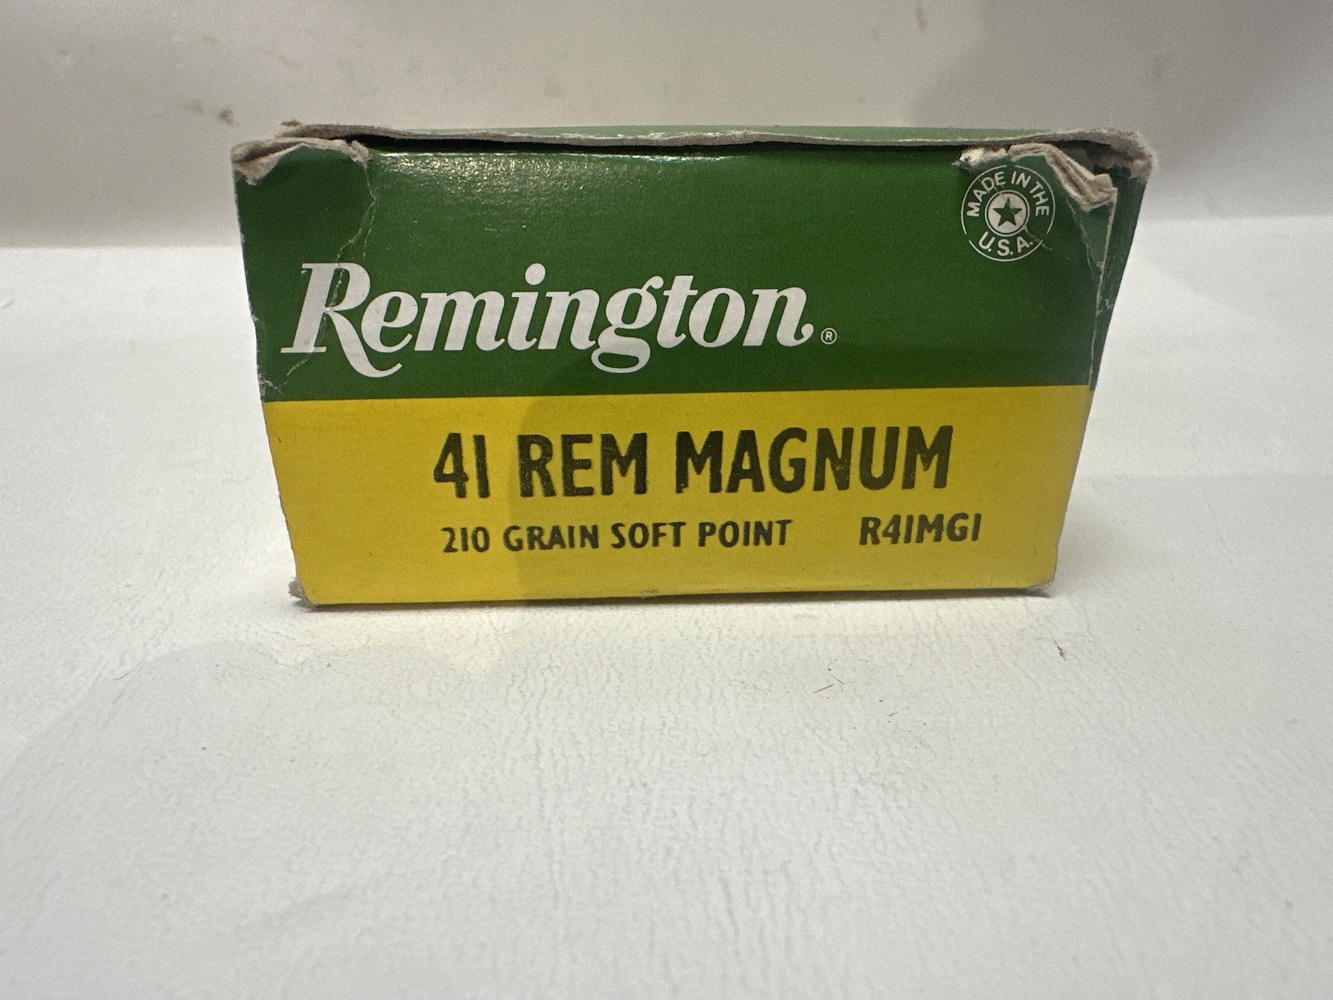 MADE IN THE
U.S.A.
Remington®
41 REM MAGNUM
210 GRAIN SOFT POINT R41MG1